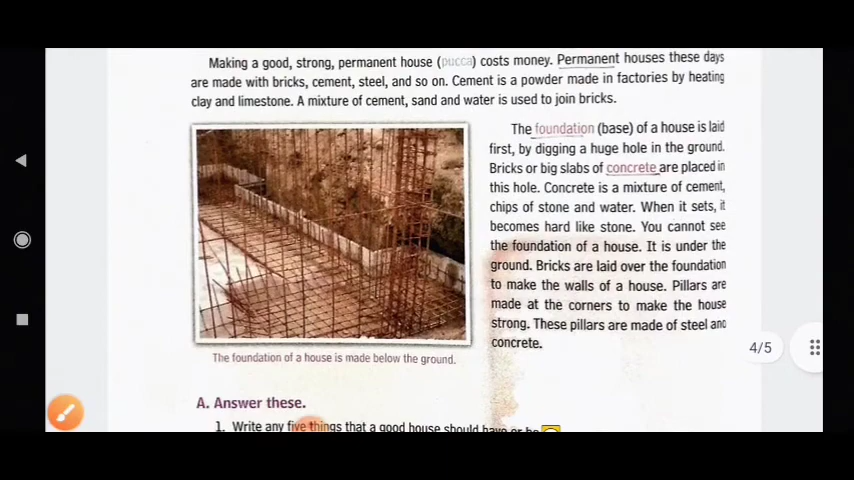 Making a good, strong, permanent house (pucca) costs money. Permanent houses these days
are made with bricks, cement, steel, and so on. Cement is a powder made in factories by heating
clay and limestone. A mixture of cement, sand and water is used to join bricks.
The foundation (base) of a house is laid
first, by digging a huge hole in the ground.
Bricks or big slabs of concrete are placed in
this hole. Concrete is a mixture of cement,
chips of stone and water. When it sets, it
becomes hard like stone. You cannot see
the foundation of a house. It is under the
ground. Bricks are laid over the foundation
to make the walls of a house. Pillars are
made at the corners to make the house
strong. These pillars are made of steel and
concrete.
The foundation of a house is made below the ground.
4/5
A. Answer these.
1. Write any five things that a good house should have or be